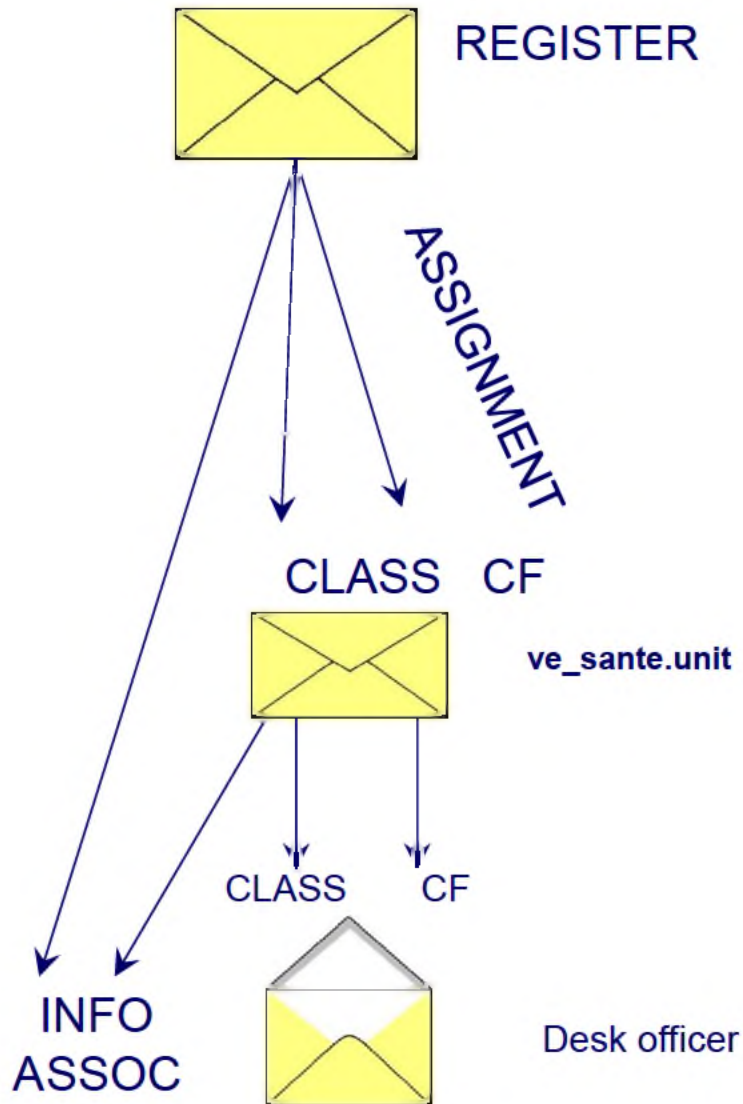 REGISTER
ASSIGNMENT
CLASS CF
ve_sante.unit
CLASS CF
INFO
ASSOC
Desk officer